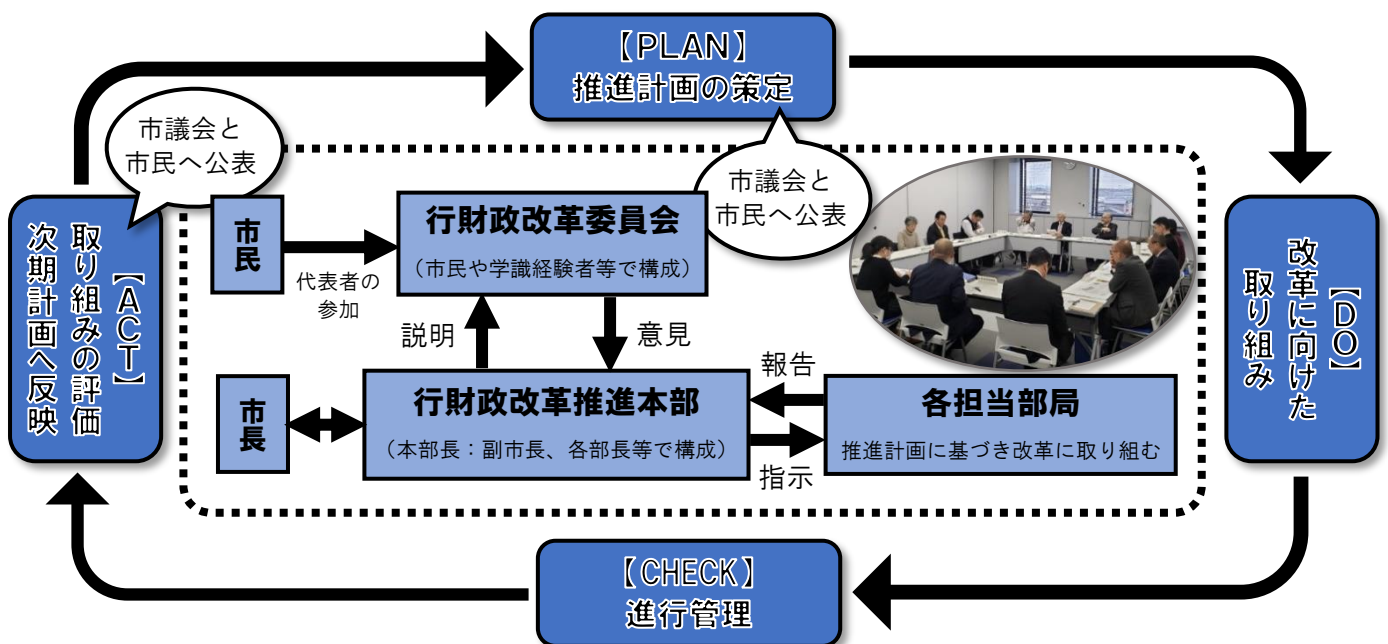 【PLAN】
推進計画の策定
市議会と
市民へ公表
市議会と
市民へ公表
【ACT】
取り組みの評価
次期計画へ反映
市民
代表者の
参加
行財政改革委員会
（市民や学識経験者等で構成）
説明
意見
市長
行財政改革推進本部
（本部長：副市長、各部長等で構成）
報告
指示
各担当部局
推進計画に基づき改革に取り組む
【DO】
改革に向けた
取り組み
【CHECK】
進行管理